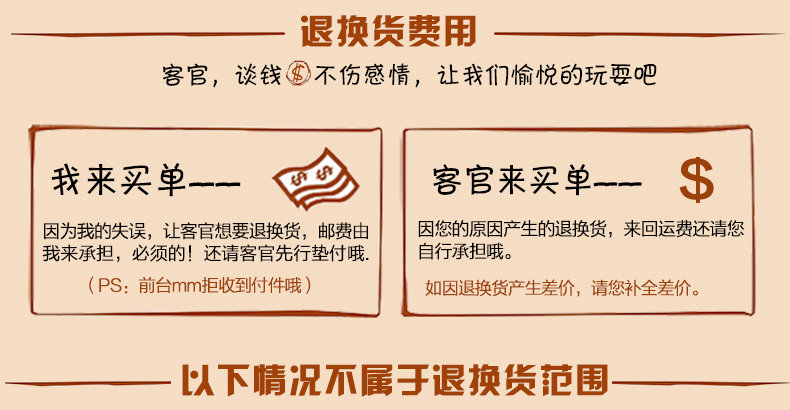 退换货费用
客官，谈钱$不伤感情，让我们愉悦的玩耍吧
我来买单——
因为我的失误，让客官想要退换货，邮费由
我来承担，必须的！还请客官先行垫付哦.
（PS：前台mm拒收到付件哦）
客官来买单——
$
因您的原因产生的退换货，来回运费还请您
自行承担哦。
如因退换货产生差价，请您补全差价。
以下情况不属于退换货范围